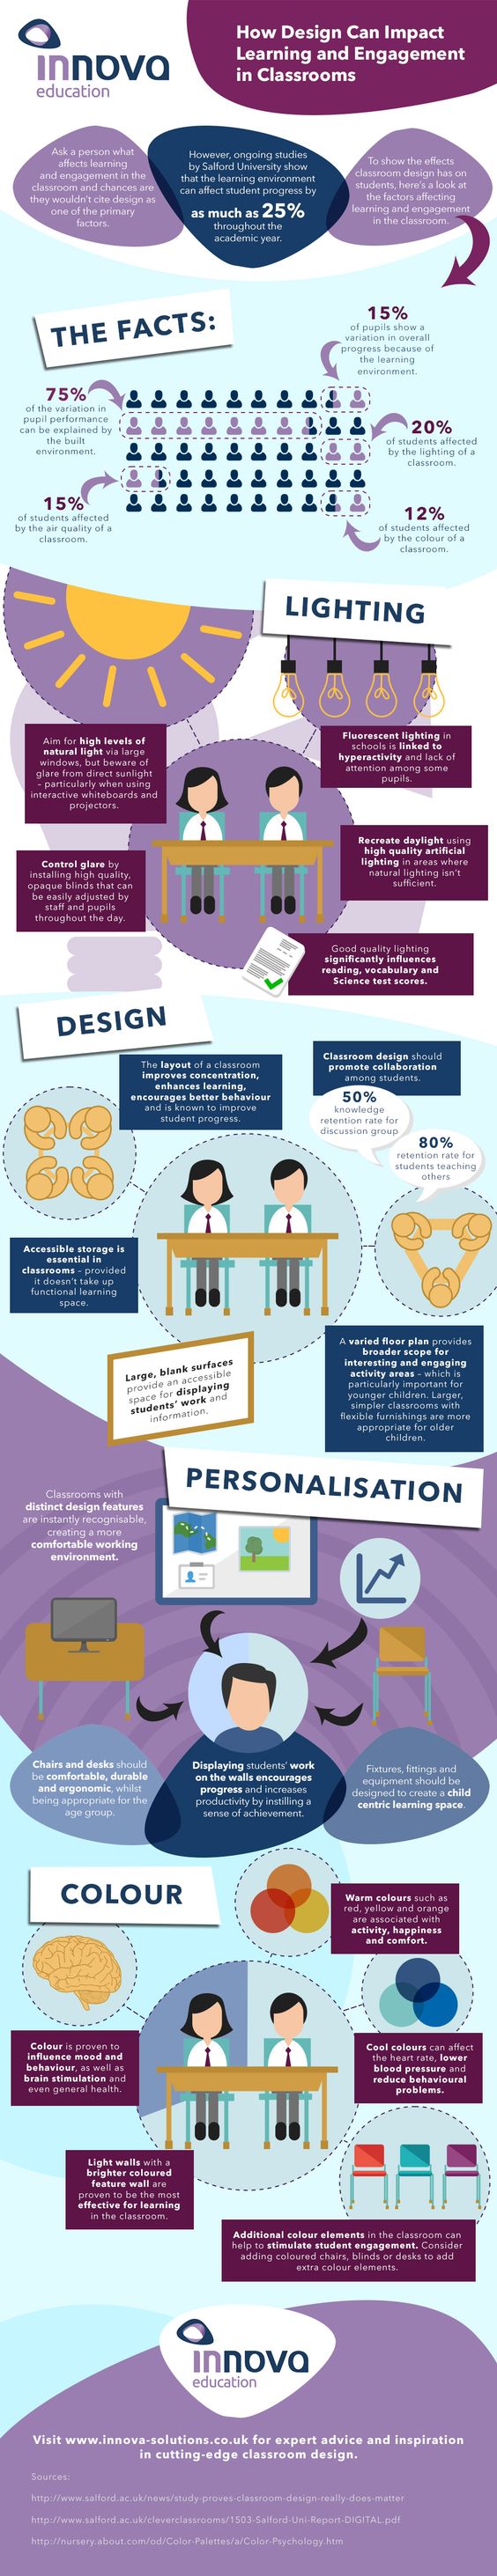 innova
education
How Design Can Impact
Learning and Engagement
in Classrooms
Ask a person what
affects learning
and engagement in the
classroom and chances are
they wouldn't cite design as
one of the primary
factors.
However, ongoing studies
by Salford University show
that the learning environment
can affect student progress by
as much as 25%
throughout the
academic year.
To show the effects
classroom design has on
students, here's a look at
the factors affecting
learning and engagement
in the classroom.
THE FACTS:
15%
of pupils show a
variation in overall
progress because of
the learning
environment.
75%
of the variation in
pupil performance
can be explained by
the built
environment.
20%
of students affected
by the lighting of a
classroom.
15%
of students affected
by the air quality of a
classroom.
12%
of students affected
by the colour of a
classroom.
LIGHTING
Aim for high levels of
natural light via large
windows, but beware of
glare from direct sunlight
– particularly when using
interactive whiteboards and
projectors.
Fluorescent lighting in
schools is linked to
hyperactivity and lack of
attention among some
pupils.
Control glare by
installing high quality,
opaque blinds that can
be easily adjusted by
staff and pupils
throughout the day.
Recreate daylight using
high quality artificial
lighting in areas where
natural lighting isn't
sufficient.
Good quality lighting
significantly influences
reading, vocabulary and
Science test scores.
DESIGN
The layout of a classroom
improves concentration,
enhances learning,
encourages better behaviour
and is known to improve
student progress.
Classroom design should
promote collaboration
among students.
50%
knowledge
retention rate for
discussion group
80%
retention rate for
students teaching
others
Accessible storage is
essential in
classrooms – provided
it doesn't take up
functional learning
space.
Large, blank surfaces
provide an accessible
space for displaying
students' work and
information.
A varied floor plan provides
broader scope for
interesting and engaging
activity areas – which is
particularly important for
younger children. Larger,
simpler classrooms with
flexible furnishings are more
appropriate for older
children.
PERSONALISATION
Classrooms with
distinct design features
are instantly recognisable,
creating a more
comfortable working
environment.
Chairs and desks should
be comfortable, durable
and ergonomic, whilst
being appropriate for the
age group.
Displaying students' work
on the walls encourages
progress and increases
productivity by instilling a
sense of achievement.
Fixtures, fittings and
equipment should be
designed to create a child
centric learning space.
COLOUR
Warm colours such as
red, yellow and orange
are associated with
activity, happiness
and comfort.
Colour is proven to
influence mood and
behaviour, as well as
brain stimulation and
even general health.
Cool colours can affect
the heart rate, lower
blood pressure and
reduce behavioural
problems.
Light walls with a
brighter coloured
feature wall are
proven to be the most
effective for learning
in the classroom.
Additional colour elements in the classroom can
help to stimulate student engagement. Consider
adding coloured chairs, blinds or desks to add
extra colour elements.
innova
education
Visit www.innova-solutions.co.uk for expert advice and inspiration
in cutting-edge classroom design.
Sources:
http://www.salford.ac.uk/news/study-proves-classroom-design-really-does-matter
http://www.salford.ac.uk/cleverclassrooms/1503-Salford-Uni-Report-DIGITAL.pdf
http://nursery.about.com/od/Color-Palettes/a/Color-Psychology.htm